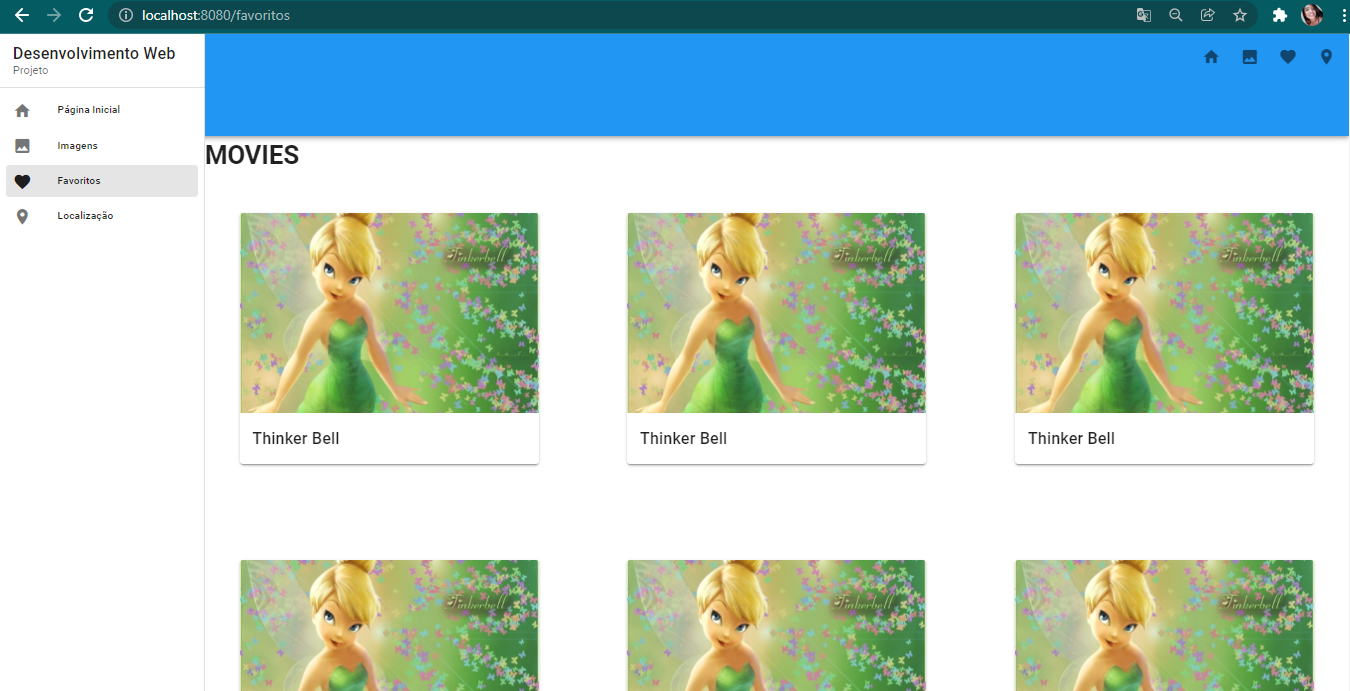 localhost:8080/favoritos
Desenvolvimento Web
Projeto
Página Inicial
Imagens
Favoritos
Localização
MOVIES
Tinkerbell
Tinkerbell
Tinkerbell
Thinker Bell
Thinker Bell
Thinker Bell
Tinkerbell
Tinkerbell
Tinkerbell